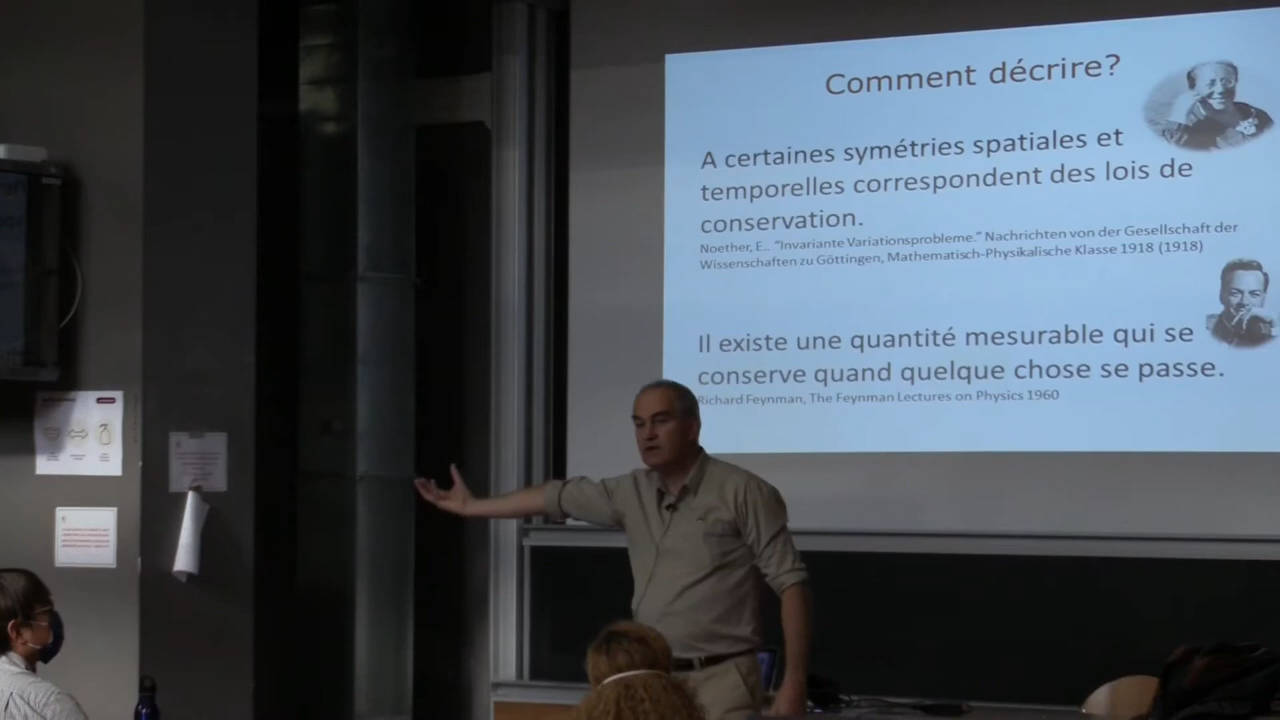 Comment décrire?
A certaines symétries spatiales et
temporelles correspondent des lois de
conservation.
Noether, E.. "Invariante Variationsprobleme." Nachrichten von der Gesellschaft der
Wissenschaften zu Göttingen, Mathematisch-Physikalische Klasse 1918 (1918)
Il existe une quantité mesurable qui se
conserve quand quelque chose se passe.
Richard Feynman, The Feynman Lectures on Physics 1960